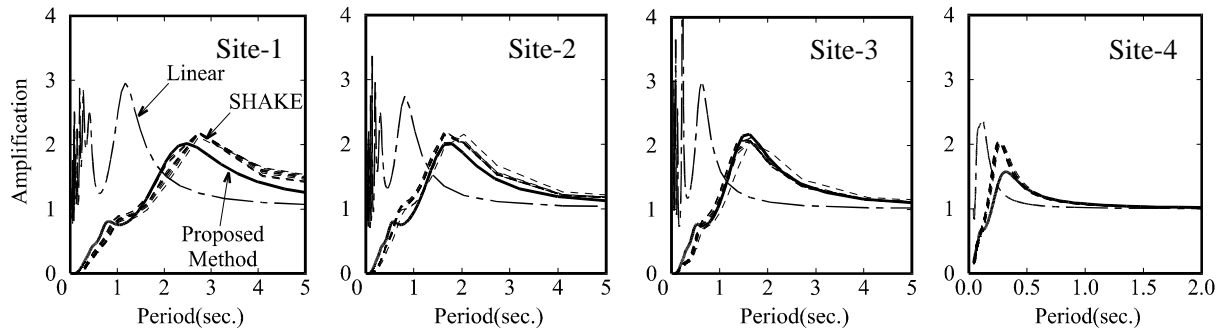 Amplification
4
3
2
1
0
Site-1
Linear
SHAKE
Proposed
Method
0 1 2 3 4 5
Period(sec.)
4
3
2
1
0
Site-2
0 1 2 3 4 5
Period(sec.)
4
3
2
1
0
Site-3
0 1 2 3 4 5
Period(sec.)
4
3
2
1
0
Site-4
0.0 0.5 1.0 1.5 2.0
Period(sec.)